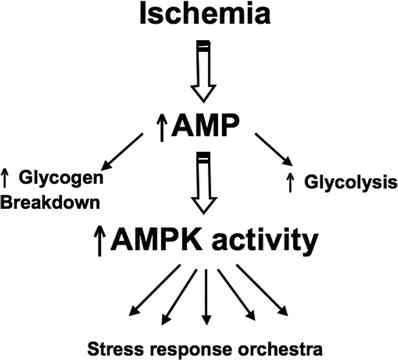 Ischemia
↑AMP
↑ Glycogen
Breakdown
↑ Glycolysis
↑AMPK activity
Stress response orchestra